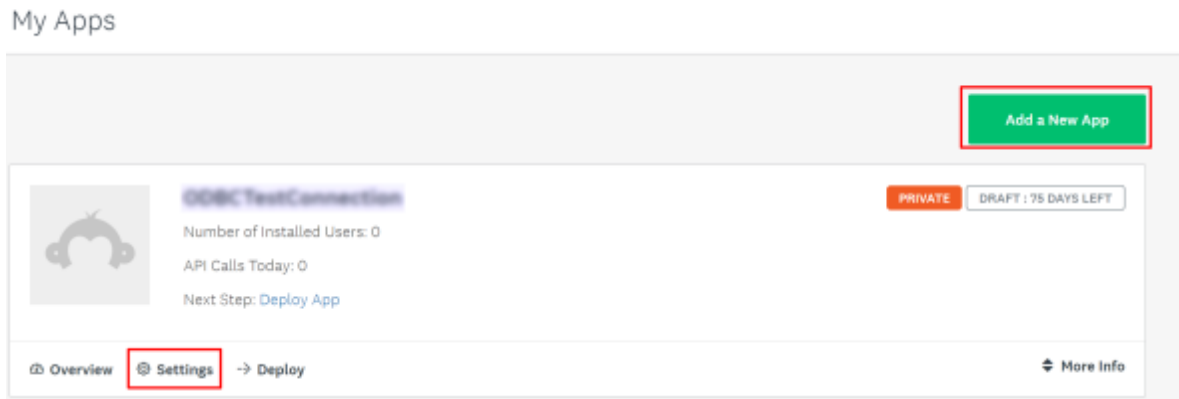 My Apps
Add a New App
ODBCTestConnection
PRIVATE
DRAFT : 75 DAYS LEFT
Number of Installed Users: 0
API Calls Today: 0
Next Step: Deploy App
Overview
Settings
Deploy
More Info